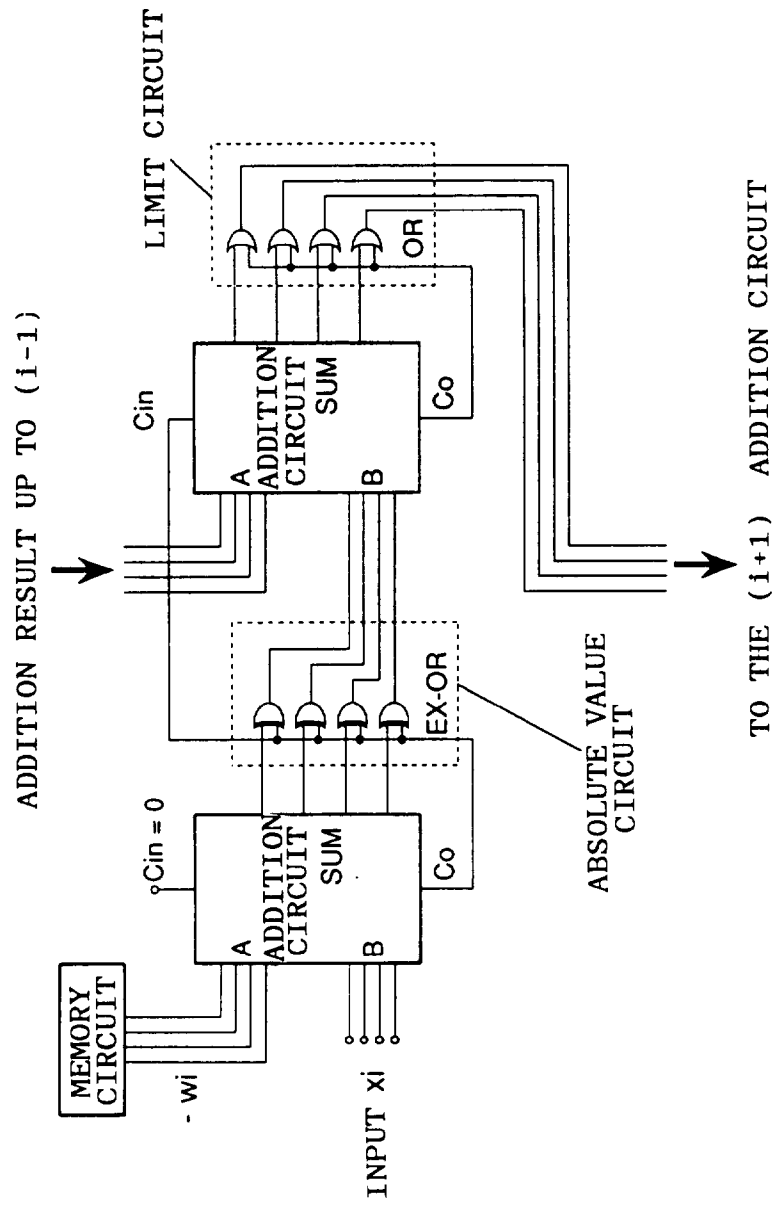 ADDITION RESULT UP TO (i-1)
LIMIT CIRCUIT
MEMORY
CIRCUIT
- wi
Cin = 0
Cin
A
ADDITION
CIRCUIT
SUM
B
Co
INPUT xi
EX-OR
A
ADDITION
CIRCUIT
SUM
B
Co
OR
ABSOLUTE VALUE
CIRCUIT
TO THE (i+1) ADDITION CIRCUIT